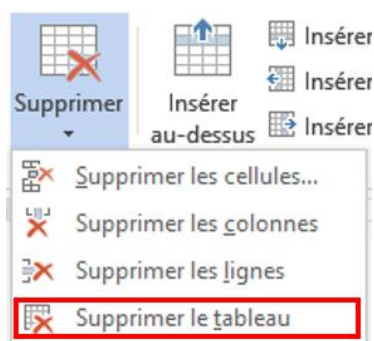 Supprimer
Insérer
au-dessus
Insérer
Insérer
Insérer
Supprimer les cellules...
Supprimer les colonnes
Supprimer les lignes
Supprimer le tableau